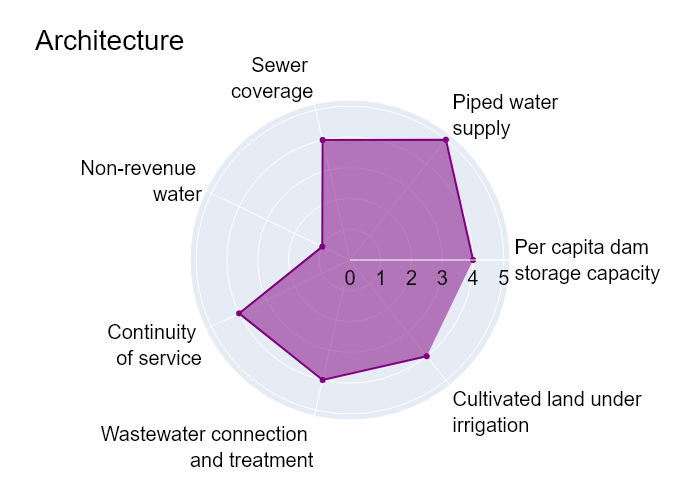 Architecture
Sewer
coverage
Piped water
supply
Non-revenue
water
Per capita dam
storage capacity
0 1 2 3 4 5
Continuity
of service
Cultivated land under
irrigation
Wastewater connection
and treatment